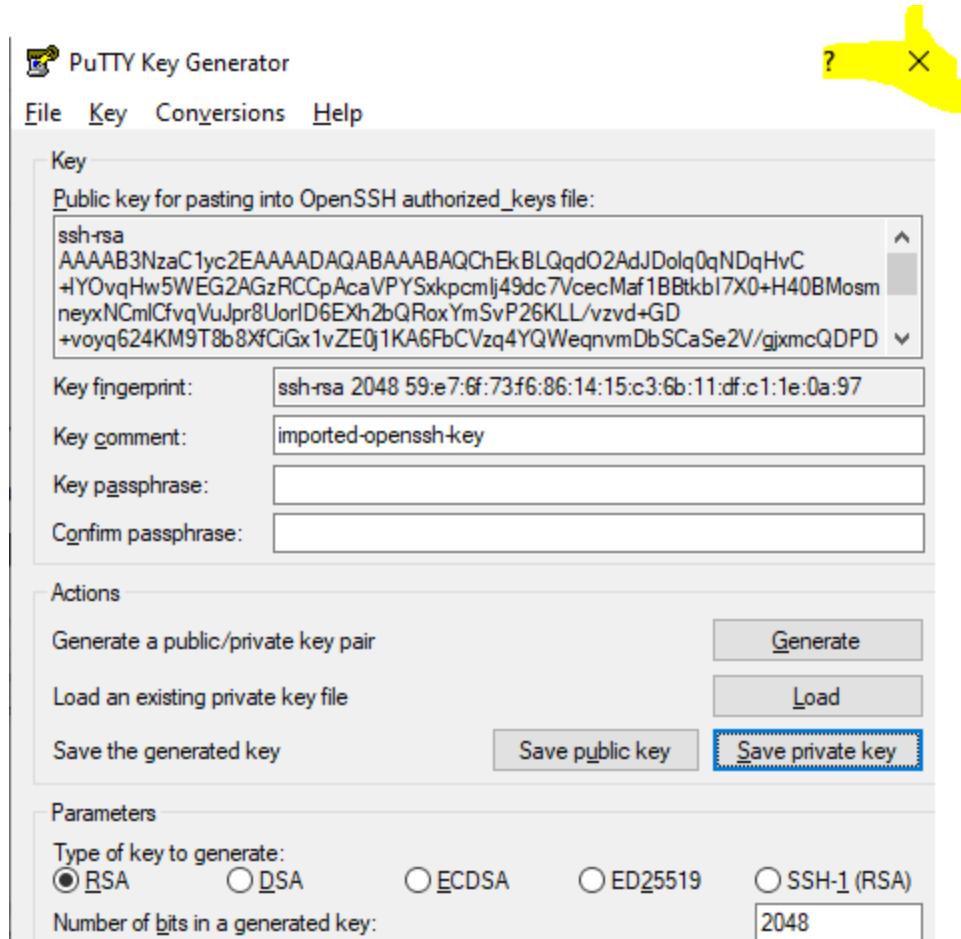 PuTTY Key Generator ? ×
File Key Conversions Help
Key
Public key for pasting into OpenSSH authorized_keys file:
ssh-rsa
AAAAB3NzaC1yc2EAAAADAQABAAABAQChEkBLQqdO2AdJDolq0qNDqHvC
+IYOvqHw5WEG2AGzRCCpAcaVPYSxkpcmIj49dc7VcecMaf1BBtkbI7X0+H40BMosm
neyxNCmlCfvqVuJpr8UorID6EXh2bQRoxYmSvP26KLL/vzvd+GD
+voyq624KM9T8b8XfCiGx1vZE0j1KA6FbCVzq4YQWeqnvmDbSCaSe2V/gjxmcQDPD
Key fingerprint: ssh-rsa 2048 59:e7:6f:73:f6:86:14:15:c3:6b:11:df:c1:1e:0a:97
Key comment: imported-openssh-key
Key passphrase:
Confirm passphrase:
Actions
Generate a public/private key pair Generate
Load an existing private key file Load
Save the generated key Save public key Save private key
Parameters
Type of key to generate:
RSA DSA ECDSA ED25519 SSH-1 (RSA)
Number of bits in a generated key: 2048